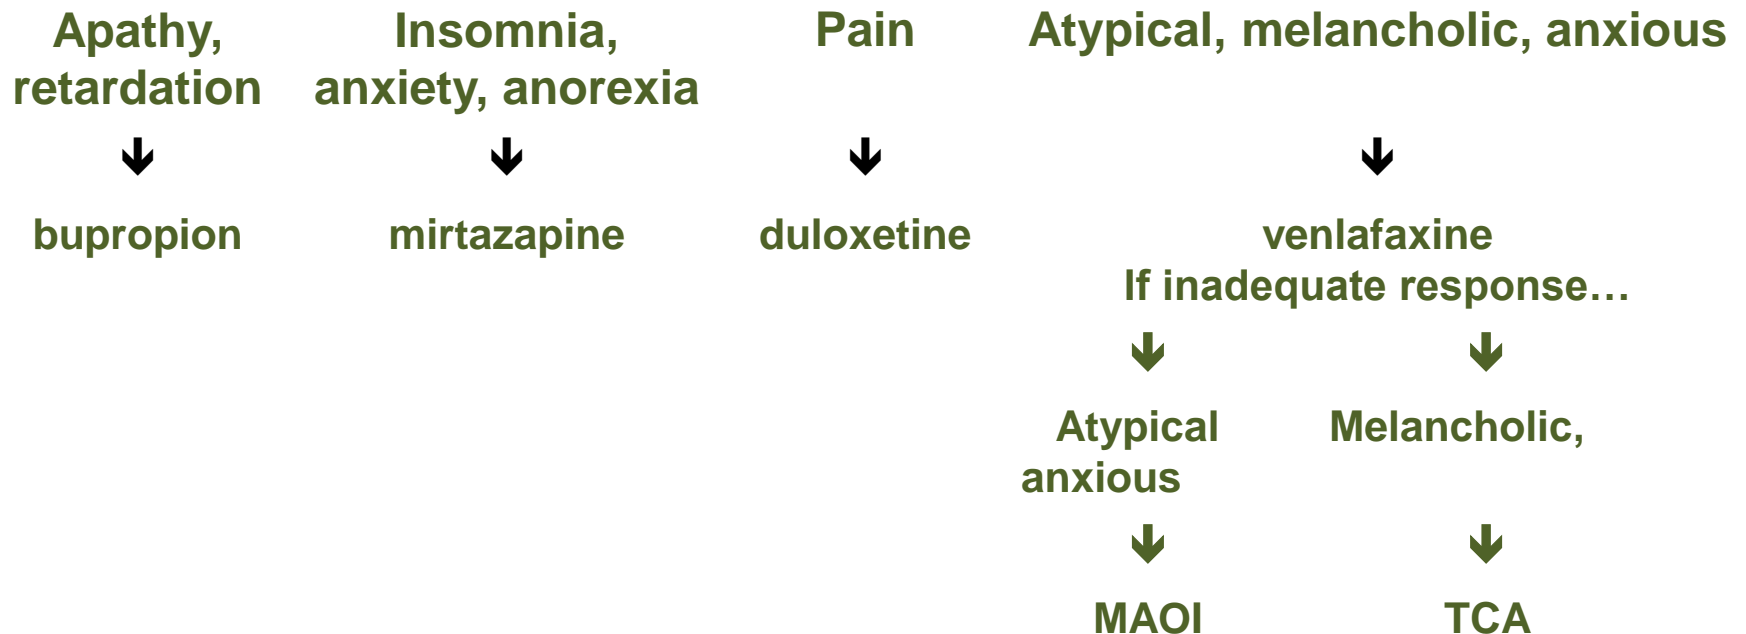 Apathy,
retardation
Insomnia,
anxiety, anorexia
Pain
Atypical, melancholic, anxious
bupropion
mirtazapine
duloxetine
venlafaxine
If inadequate response…
Atypical
anxious
Melancholic,
MAOI
TCA